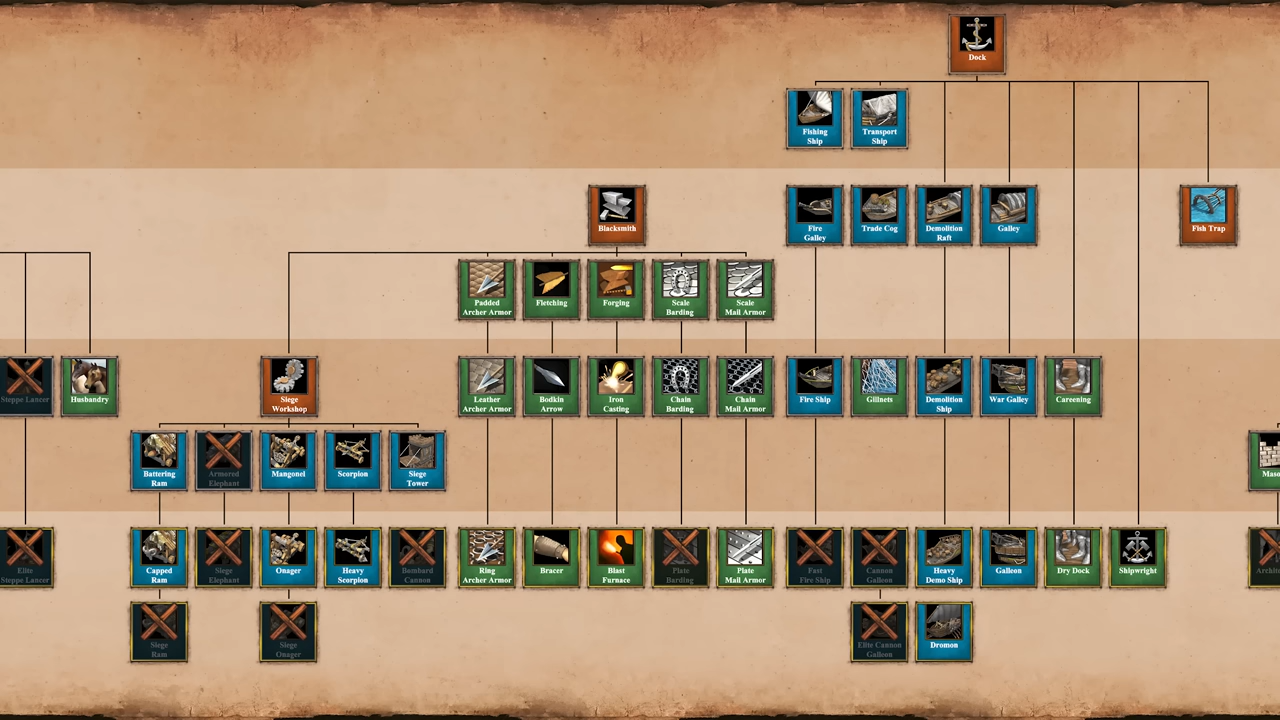 Dock
Fishing
Ship
Transport
Ship
Blacksmith
Fire
Galley
Trade Cog
Demolition
Raft
Galley
Fish Trap
Padded
Archer Armor
Fletching
Forging
Scale
Barding
Scale
Mail Armor
Steppe Lancer
Husbandry
Siege
Workshop
Leather
Archer Armor
Bodkin
Arrow
Iron
Casting
Chain
Barding
Chain
Mail Armor
Fire Ship
Gillnets
Demolition
Ship
War Galley
Careening
Battering
Ram
Armored
Elephant
Mangonel
Scorpion
Siege
Tower
Maso
Elite
Steppe Lancer
Capped
Ram
Siege
Elephant
Onager
Heavy
Scorpion
Bombard
Cannon
Ring
Archer Armor
Bracer
Blast
Furnace
Plate
Barding
Plate
Mail Armor
Fast
Fire Ship
Cannon
Galleon
Heavy
Demo Ship
Galleon
Dry Dock
Shipwright
Archit
Siege
Ram
Siege
Onager
Elite Cannon
Galleon
Dromon